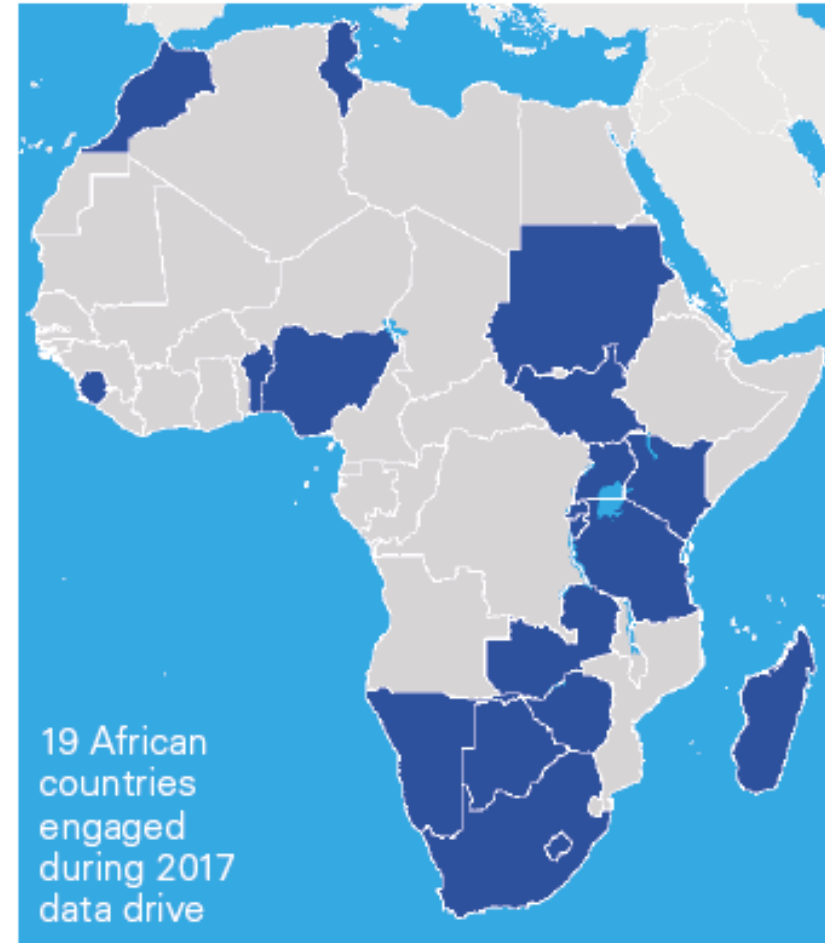 19 African
countries
engaged
during 2017
data drive